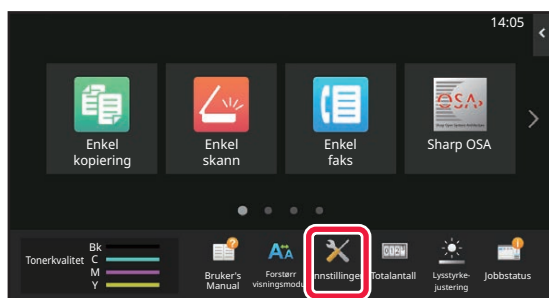 14:05
Enkel
kopiering
Enkel
skann
Enkel
faks
Sharp OSA
Bk
Tonerkvalitet C
M
Y
Bruker's
Manual
Forstørr
visningsmodu
nnstillinger
Totalantall
Lysstyrke-
justering
Jobbstatus